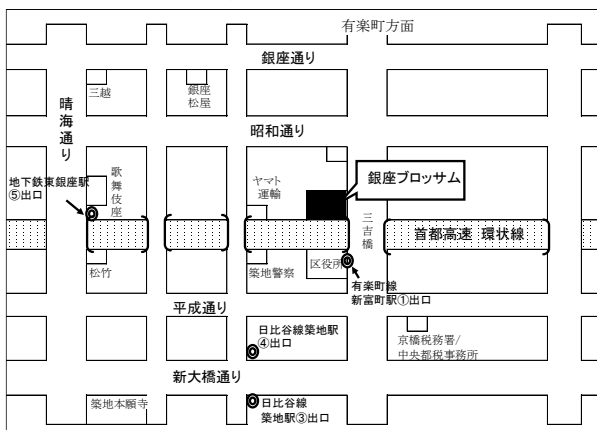 有楽町方面
銀座通り
三越
銀座
松屋
晴海通り
昭和通り
地下鉄東銀座駅
⑤出口
歌舞伎座
ヤマト
運輸
銀座ブロッサム
三吉橋
首都高速 環状線
松竹
築地警察
区役所
有楽町線
新富町駅①出口
平成通り
日比谷線築地駅
④出口
京橋税務署/
中央都税事務所
新大橋通り
築地本願寺
日比谷線
築地駅③出口